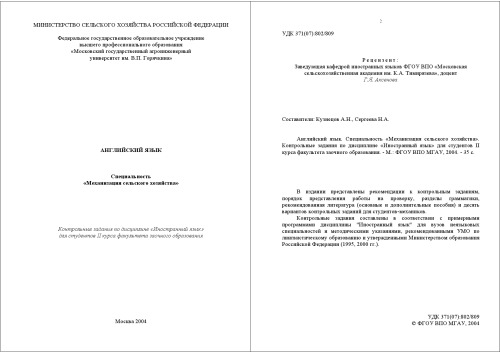 МИНИСТЕРСТВО СЕЛЬСКОГО ХОЗЯЙСТВА РОССИЙСКОЙ ФЕДЕРАЦИИ
Федеральное государственное образовательное учреждение
высшего профессионального образования
«Московский государственный агроинженерный
университет им. В.П. Горячкина»
АНГЛИЙСКИЙ ЯЗЫК
Специальность
«Механизация сельского хозяйства»
Контрольные задания по дисциплине «Иностранный язык»
для студентов II курса факультета заочного образования
Москва 2004
2
УДК 371(07):802/809
Рецензент:
Заведующая кафедрой иностранных языков ФГОУ ВПО «Московская
сельскохозяйственная академия им. К.А. Тимирязева», доцент
Г.Л. Аксенова
Составители: Кузнецов А.Н., Сергеева Н.А.
Английский язык. Специальность «Механизация сельского хозяйства».
Контрольные задания по дисциплине «Иностранный язык» для студентов II
курса факультета заочного образования. - М.: ФГОУ ВПО МГАУ, 2004. – 35 с.
В издании представлены рекомендации к контрольным заданиям,
порядок представления работы на проверку, разделы грамматики,
рекомендованная литература (основные и дополнительные пособия) и десять
вариантов контрольных заданий для студентов-механиков.
Контрольные задания составлены в соответствии с примерными
программами дисциплины "Иностранный язык" для вузов неязыковых
специальностей и методическими указаниями, рекомендованными УМО по
лингвистическому образованию и утвержденными Министерством образования
Российской Федерации (1995, 2000 гг.).
УДК 371(07):802/809
© ФГОУ ВПО МГАУ, 2004